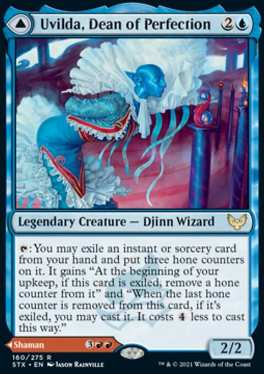 Uvilda, Dean of Perfection 2
Legendary Creature — Djinn Wizard
: You may exile an instant or sorcery card
from your hand and put three hone counters
on it. It gains "At the beginning of your
upkeep, if this card is exiled, remove a hone
counter from it" and "When the last hone
counter is removed from this card, if it's
exiled, you may cast it. It costs 4 less to cast
this way."
Shaman 3
2/2
160/275 R
STX • EN Jason Rainville ™ & © 2021 Wizards of the Coast